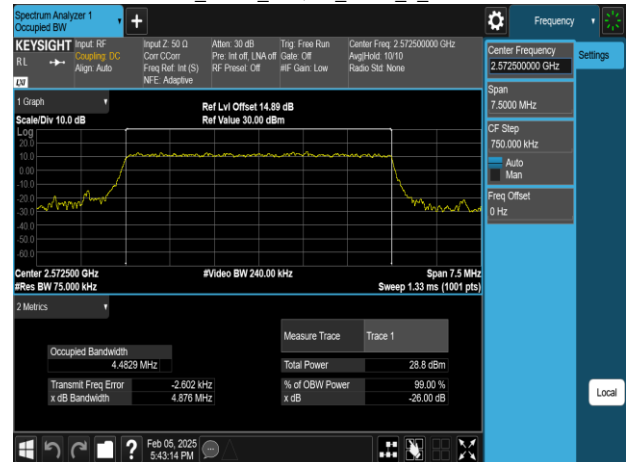 Spectrum Analyzer 1
Occupied BW
Frequency
KEYSIGHT
R L
LXI
Input: RF
Coupling: DC
Align: Auto
Input Z: 50 Ω
Corr CCorr
Freq Ref: Int (S)
NFE: Adaptive
Atten: 30 dB
Pre: Int off, LNA off
RF Preset: Off
Trig: Free Run
Gate: Off
#IF Gain: Low
Center Freq: 2.572500000 GHz
Avg|Hold: 10/10
Radio Std: None
1 Graph
Scale/Div 10.0 dB
Ref Lvl Offset 14.89 dB
Ref Value 30.00 dBm
Log
20.0
10.0
0.00
-10.0
-20.0
-30.0
-40.0
-50.0
-60.0
Center 2.572500 GHz
#Res BW 75.000 kHz
#Video BW 240.00 kHz
Span 7.5 MHz
Sweep 1.33 ms (1001 pts)
2 Metrics
Measure Trace Trace 1
Occupied Bandwidth
4.4829 MHz
Total Power 28.8 dBm
Transmit Freq Error -2.602 kHz
% of OBW Power 99.00 %
x dB Bandwidth 4.876 MHz
x dB -26.00 dB
Center Frequency
2.572500000 GHz
Settings
Span
7.5000 MHz
CF Step
750.000 kHz
Auto
Man
Freq Offset
0 Hz
Local
?
Feb 05, 2025
5:43:14 PM